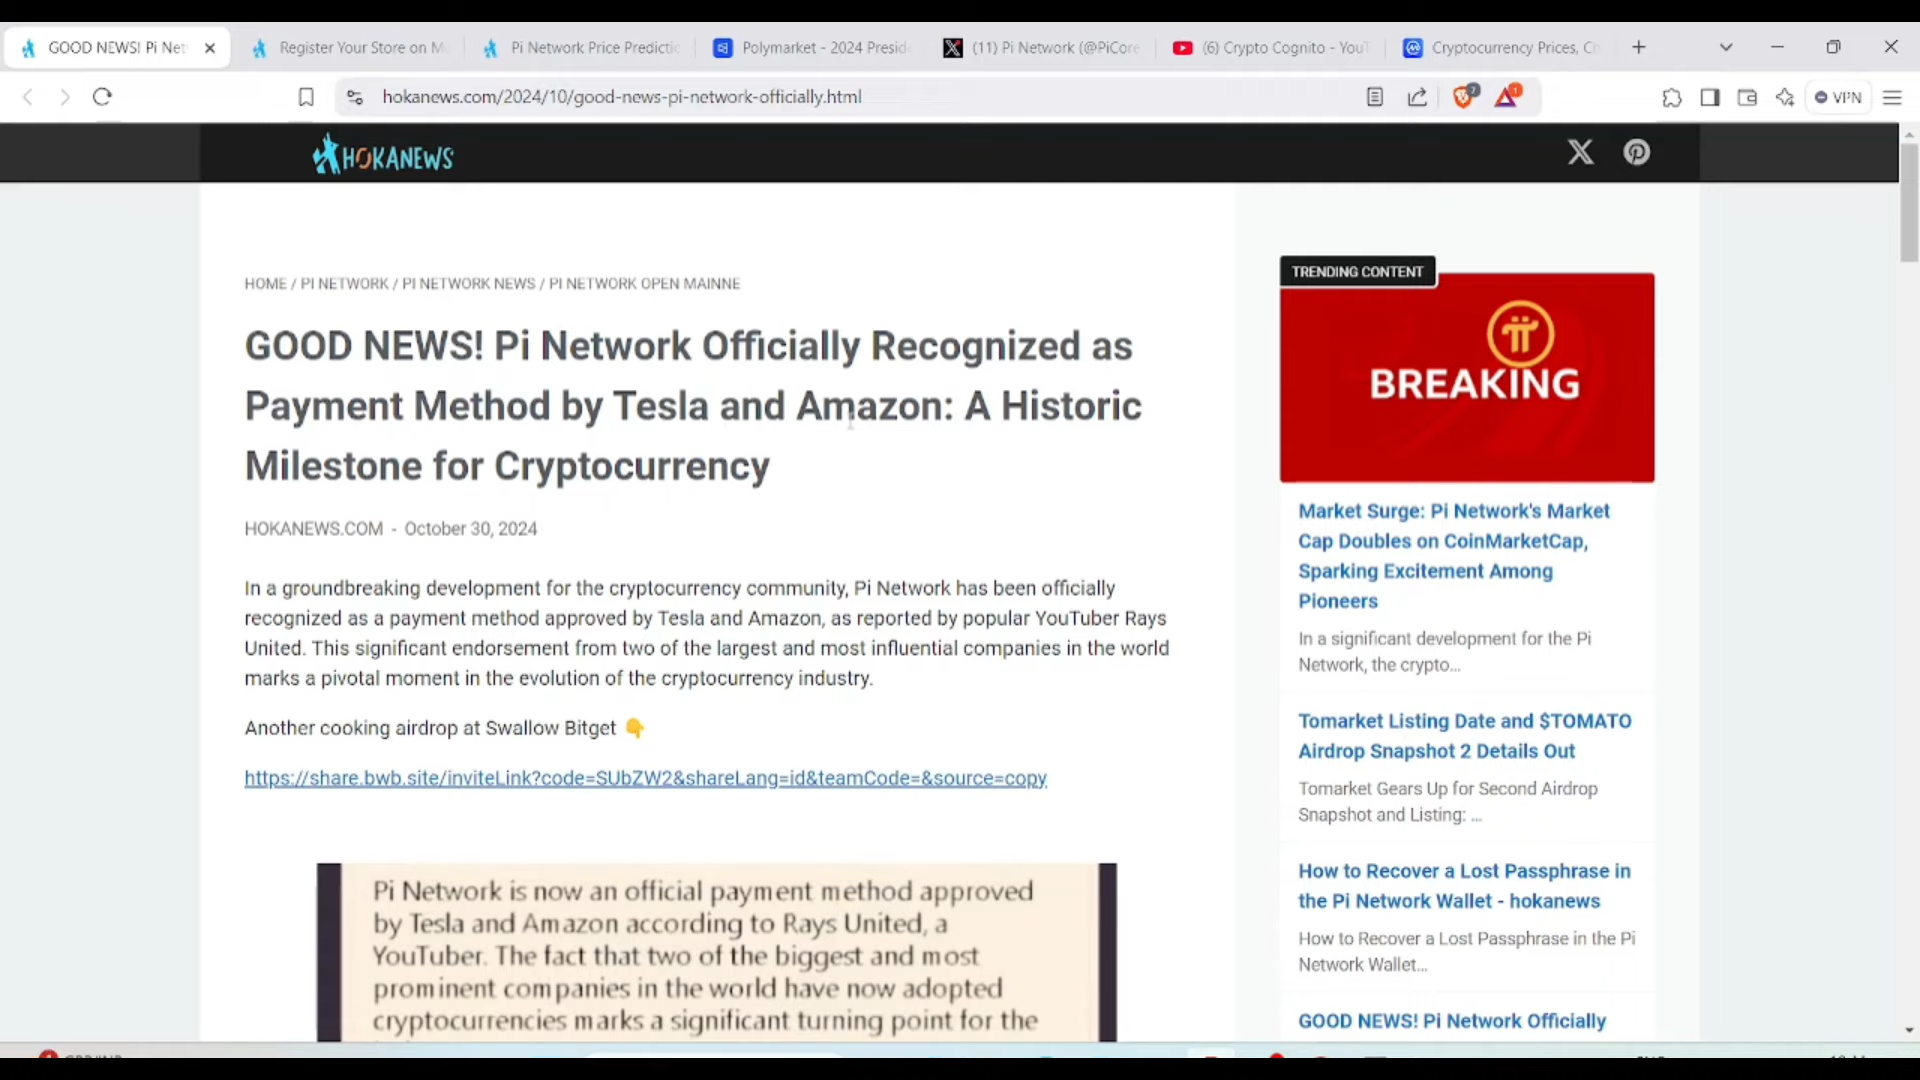 GOOD NEWS! Pi Net
Register Your Store on M
Pi Network Price Predictic
Polymarket - 2024 Presid
(11) Pi Network (@PiCore
(6) Crypto Cognito - YouT
Cryptocurrency Prices, C
hokanews.com/2024/10/good-news-pi-network-officially.html
VPN
HOKANEWS
HOME / PI NETWORK / PI NETWORK NEWS / PI NETWORK OPEN MAINNE
GOOD NEWS! Pi Network Officially Recognized as
Payment Method by Tesla and Amazon: A Historic
Milestone for Cryptocurrency
HOKANEWS.COM - October 30, 2024
In a groundbreaking development for the cryptocurrency community, Pi Network has been officially
recognized as a payment method approved by Tesla and Amazon, as reported by popular YouTuber Rays
United. This significant endorsement from two of the largest and most influential companies in the world
marks a pivotal moment in the evolution of the cryptocurrency industry.
Another cooking airdrop at Swallow Bitget 👇
https://share.bwb.site/inviteLink?code=SUbZW2&shareLang=id&teamCode=&source=copy
Pi Network is now an official payment method approved
by Tesla and Amazon according to Rays United, a
YouTuber. The fact that two of the biggest and most
prominent companies in the world have now adopted
cryptocurrencies marks a significant turning point for the
TRENDING CONTENT
BREAKING
Market Surge: Pi Network's Market
Cap Doubles on CoinMarketCap,
Sparking Excitement Among
Pioneers
In a significant development for the Pi
Network, the crypto...
Tomarket Listing Date and $TOMATO
Airdrop Snapshot 2 Details Out
Tomarket Gears Up for Second Airdrop
Snapshot and Listing: ...
How to Recover a Lost Passphrase in
the Pi Network Wallet - hokanews
How to Recover a Lost Passphrase in the Pi
Network Wallet...
GOOD NEWS! Pi Network Officially